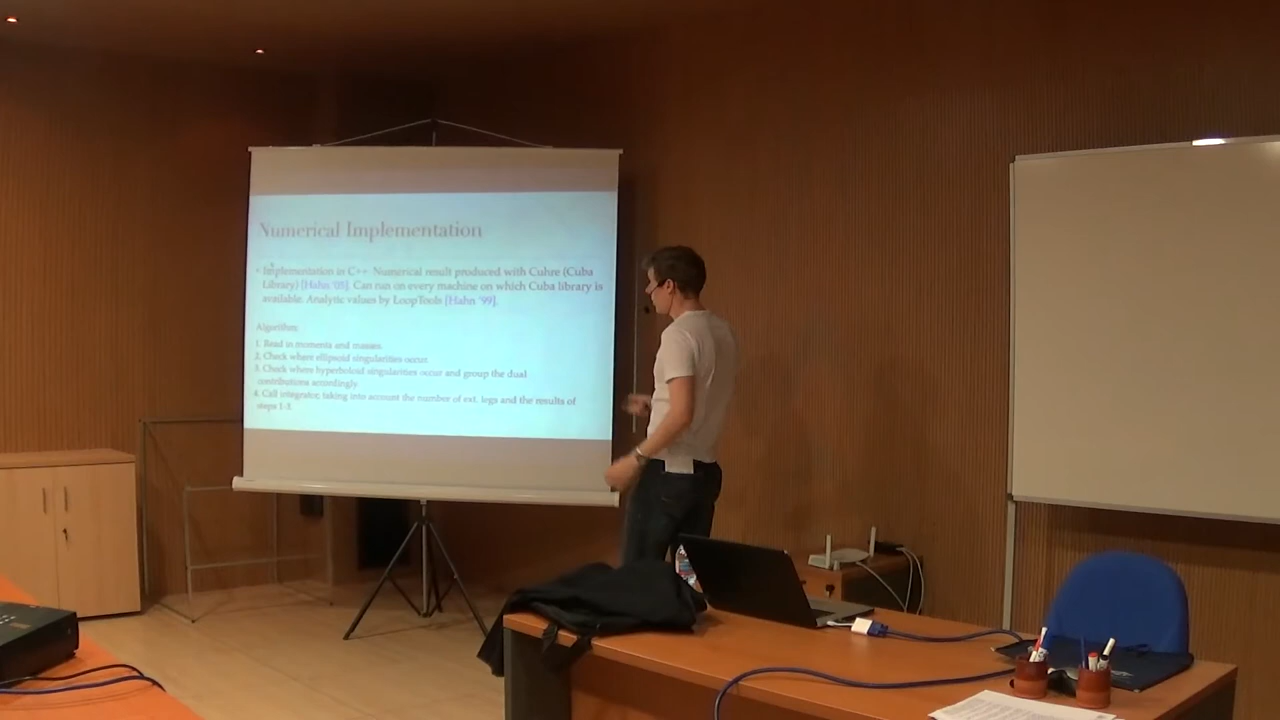 Numerical Implementation
• Implementation in C++ Numerical result produced with Cuhre (Cuba
Library) [Hahn '05]. Can run on every machine on which Cuba library is
available. Analytic values by LoopTools [Hahn '99].
Algorithm:
1. Read in momenta and masses.
2. Check where ellipsoid singularities occur.
3. Check where hyperboloid singularities occur and group the dual
contributions accordingly
4. Call integrator, taking into account the number of ext. legs and the results of
steps 1-3.